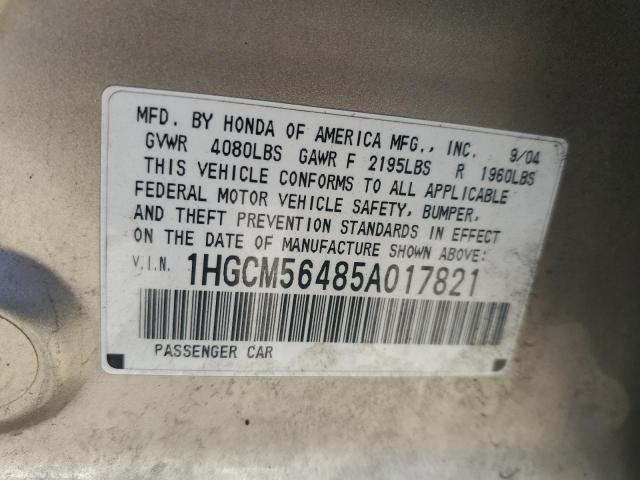 MFD. BY HONDA OF AMERICA MFG., INC. 9/04
GVWR 4080LBS GAWR F 2195LBS R 1960LBS
THIS VEHICLE CONFORMS TO ALL APPLICABLE
FEDERAL MOTOR VEHICLE SAFETY, BUMPER,
AND THEFT PREVENTION STANDARDS IN EFFECT
ON THE DATE OF MANUFACTURE SHOWN ABOVE:
V.I.N. 1HGCM56485A017821
PASSENGER CAR